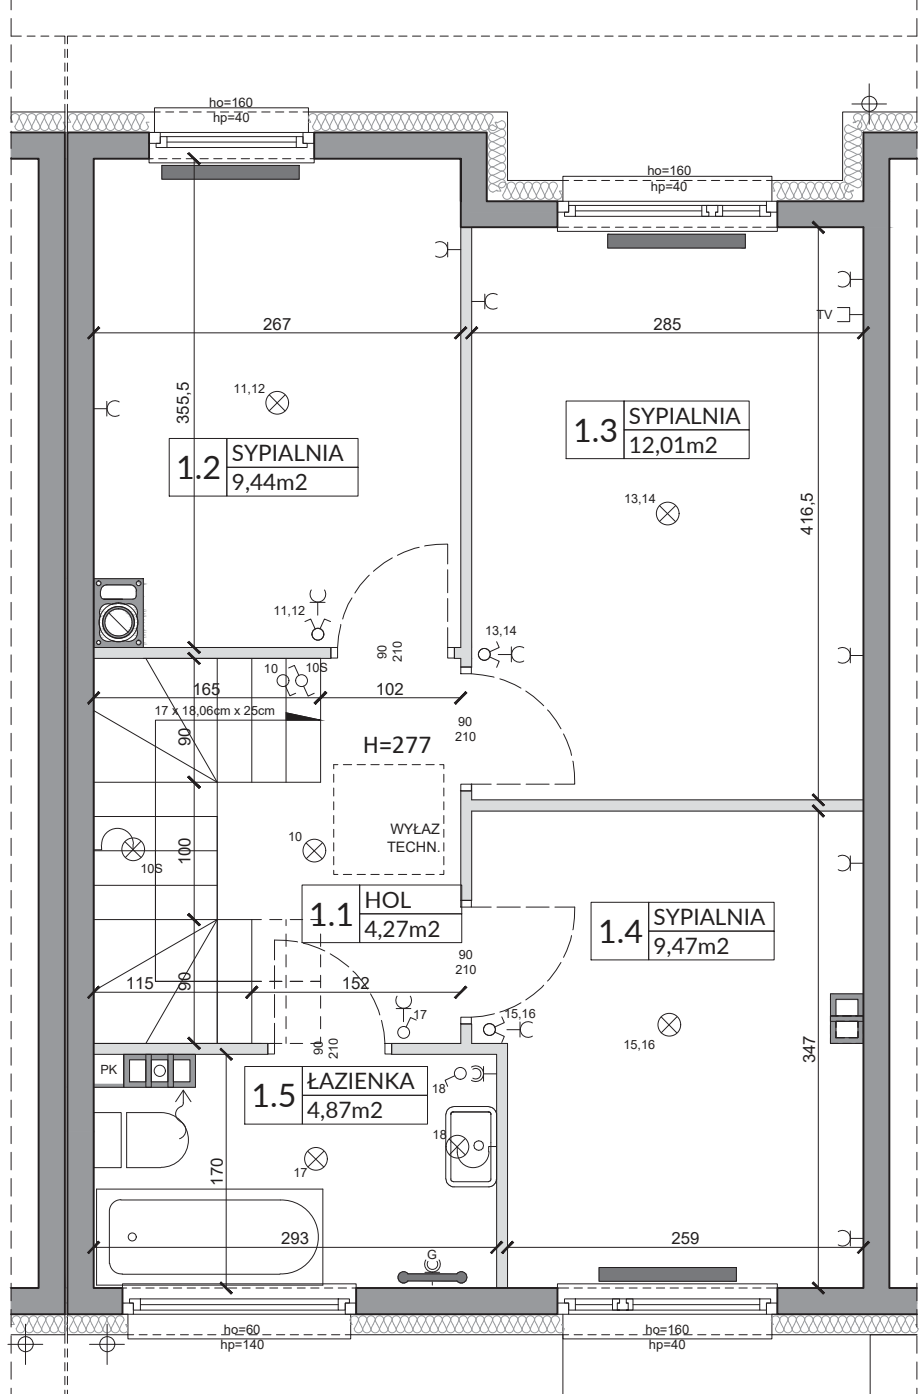 ho=160
hp=40
ho=160
hp=40
TV
267
285
11,12
355,5
1.2
SYPIALNIA
9,44m2
1.3
SYPIALNIA
12,01m2
13,14
416,5
11,12
13,14
90
210
10
10S
165
102
17 x 18,06cm x 25cm
90
90
210
H=277
WYŁAZ
TECHN.
10
100
10S
1.1
HOL
4,27m2
1.4
SYPIALNIA
9,47m2
90
210
115
90
152
17
15,16
15,16
90
210
347
PK
1.5
ŁAZIENKA
4,87m2
18
18
17
170
293
259
G
ho=60
hp=140
ho=160
hp=40